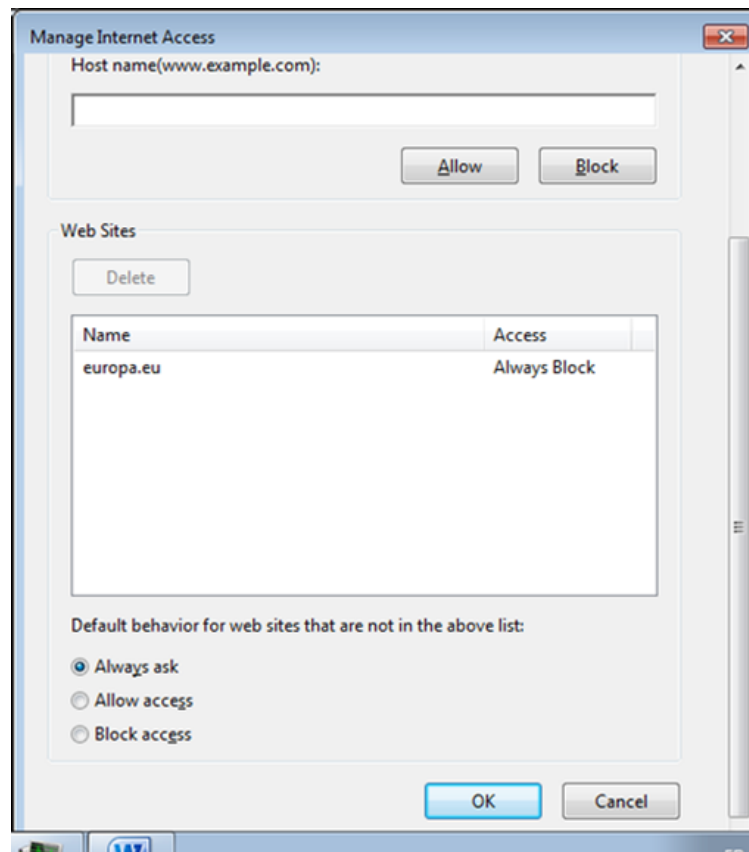 Manage Internet Access
Host name(www.example.com):
Allow Block
Web Sites
Delete
Name Access
europa.eu Always Block
Default behavior for web sites that are not in the above list:
Always ask
Allow access
Block access
OK Cancel
W